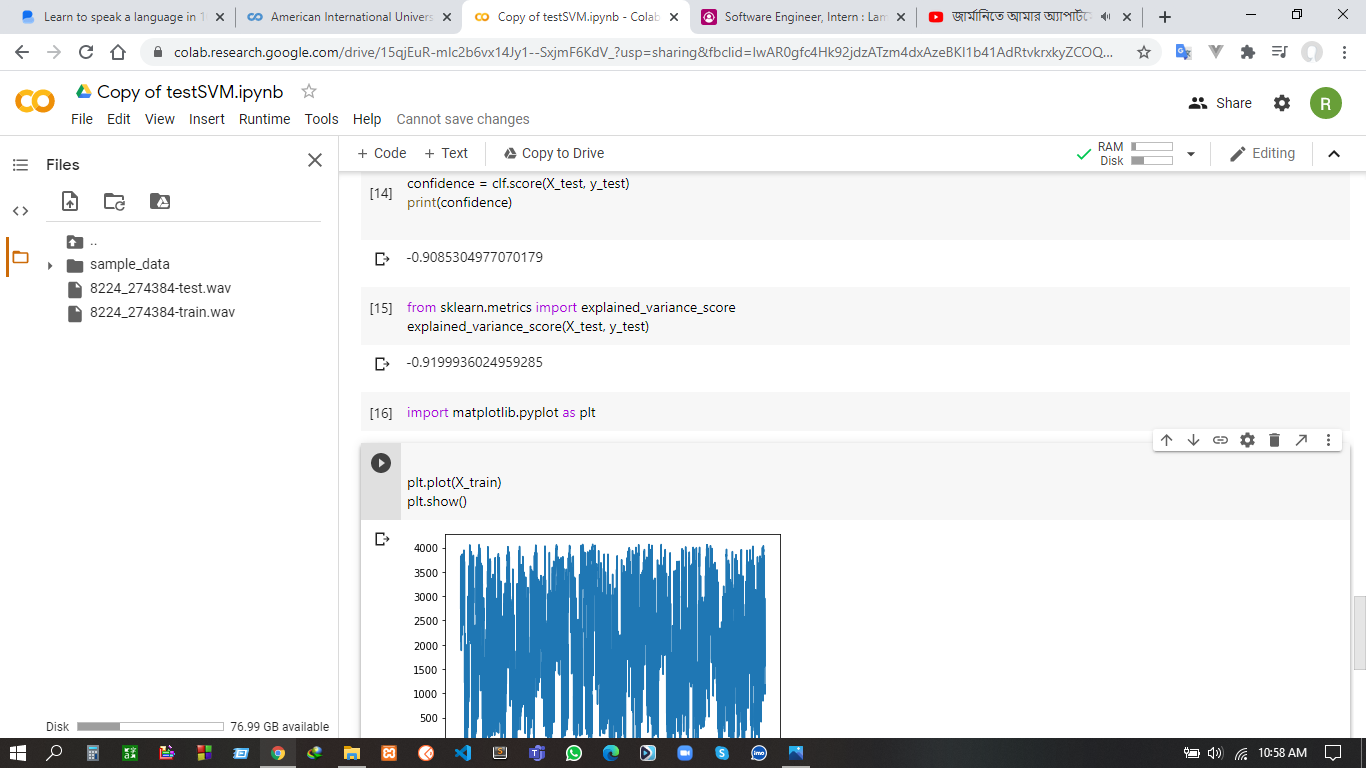 Learn to speak a language in
American International Univers
Copy of testSVM.ipynb - Colab
Software Engineer, Intern : Lam
জার্মানিতে আমার অ্যাপার্টমে
colab.research.google.com/drive/15qjEuR-mIc2b6vx14Jy1--SxjmF6KdV_?usp=sharing&fbclid=IwAR0gfc4Hk92jdzATzm4dxAzeBKI1b41AdRtvkrxkyZCOQ...
Copy of testSVM.ipynb
File Edit View Insert Runtime Tools Help Cannot save changes
Share
R
Files
+ Code + Text Copy to Drive
RAM
Disk
Editing
..
sample_data
8224_274384-test.wav
8224_274384-train.wav
[14]
confidence = clf.score(X_test, y_test)
print(confidence)
-0.9085304977070179
[15]
from sklearn.metrics import explained_variance_score
explained_variance_score(X_test, y_test)
-0.9199936024959285
[16] import matplotlib.pyplot as plt
plt.plot(X_train)
plt.show()
4000
3500
3000
2500
2000
1500
1000
500
Disk 76.99 GB available
10:58 AM